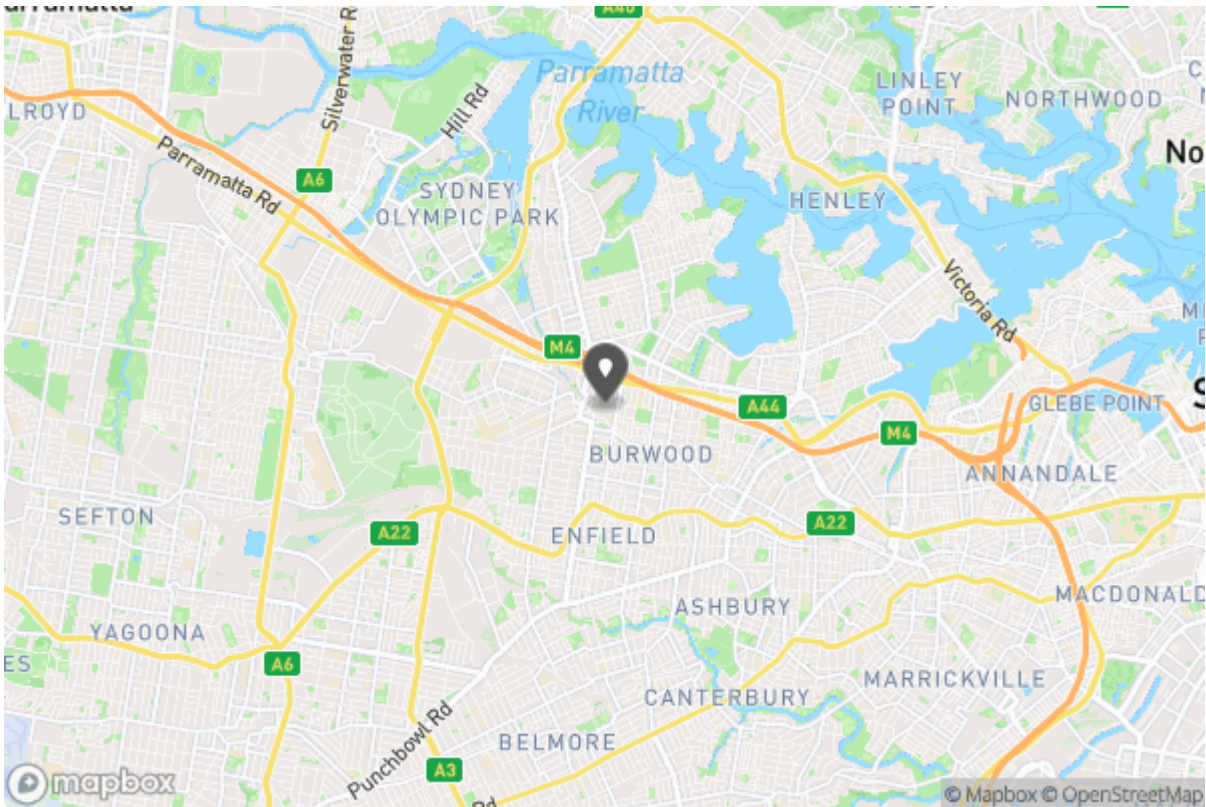 A40
Silverwater R
Parramatta
River
Hill Rd
LINLEY
POINT
NORTHWOOD
LROYD
No
Parramatta Rd
A6
SYDNEY
OLYMPIC PARK
HENLEY
Victoria Rd
M4
A44
GLEBE POINT
S
BURWOOD
M4
ANNANDALE
SEFTON
A22
ENFIELD
A22
ASHBURY
MACDONALD
YAGOONA
ES
A6
MARRICKVILLE
CANTERBURY
Punchbowl Rd
BELMORE
A3
Rd
mapbox
© Mapbox © OpenStreetMap